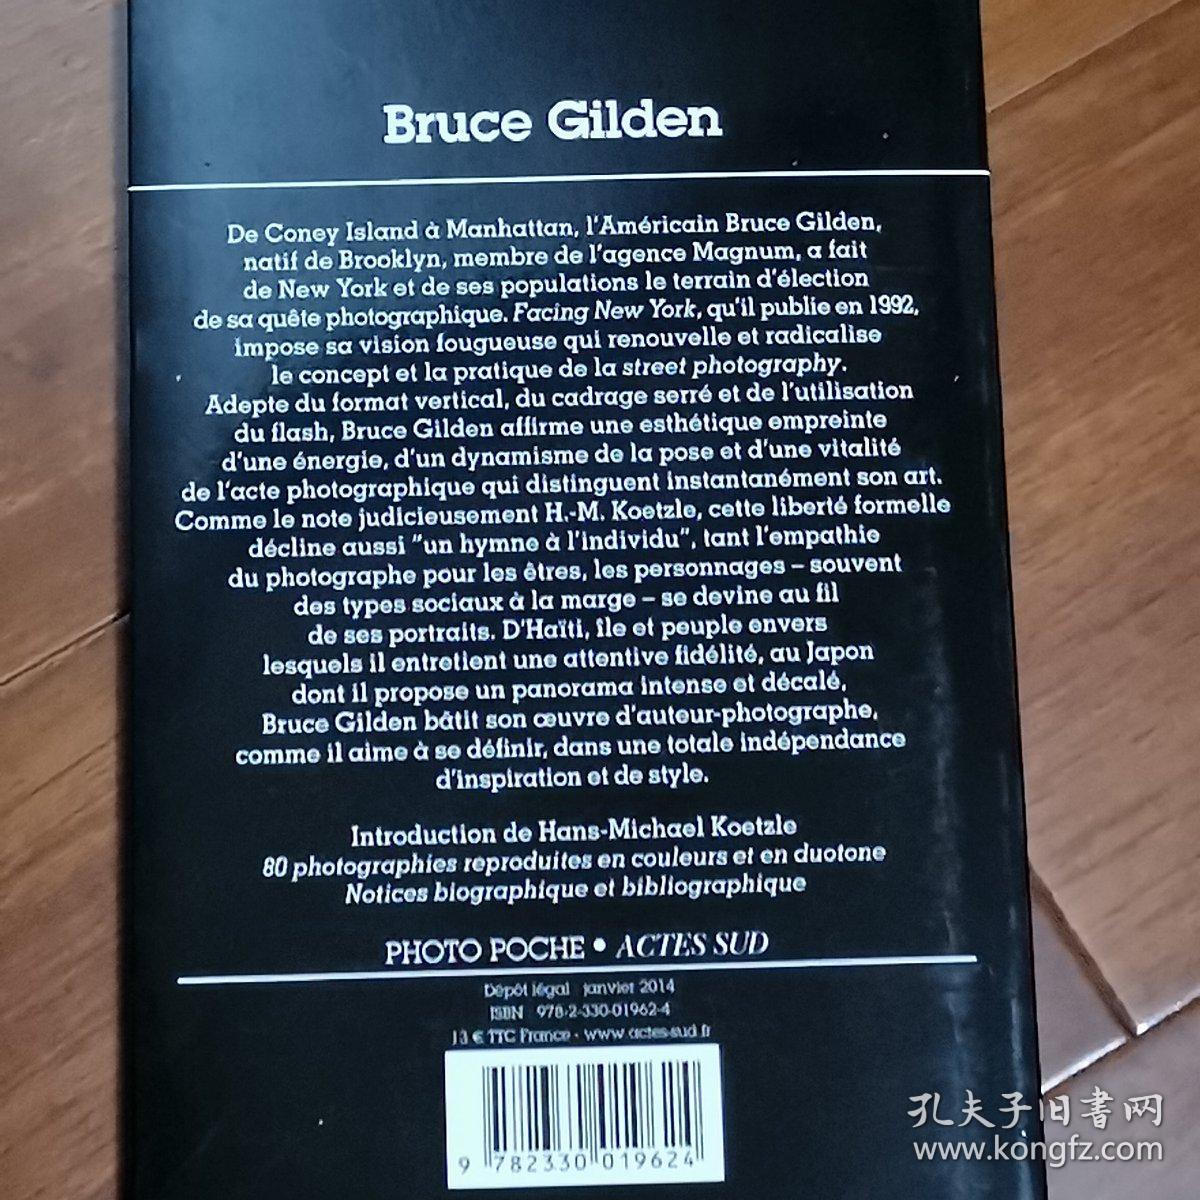 Bruce Gilden
De Coney Island à Manhattan, l'Américain Bruce Gilden,
natif de Brooklyn, membre de l'agence Magnum, a fait
de New York et de ses populations le terrain d'élection
de sa quête photographique. Facing New York, qu'il publie en 1992,
impose sa vision fougueuse qui renouvelle et radicalise
le concept et la pratique de la street photography.
Adepte du format vertical, du cadrage serré et de l'utilisation
du flash, Bruce Gilden affirme une esthétique empreinte
d'une énergie, d'un dynamisme de la pose et d'une vitalité
de l'acte photographique qui distinguent instantanément son art.
Comme le note judicieusement H.-M. Koetzle, cette liberté formelle
décline aussi "un hymne à l'individu", tant l'empathie
du photographe pour les êtres, les personnages – souvent
des types sociaux à la marge – se devine au fil
de ses portraits. D'Haïti, île et peuple envers
lesquels il entretient une attentive fidélité, au Japon
dont il propose un panorama intense et décalé,
Bruce Gilden bâtit son œuvre d'auteur-photographe,
comme il aime à se définir, dans une totale indépendance
d'inspiration et de style.
Introduction de Hans-Michael Koetzle
80 photographies reproduites en couleurs et en duotone
Notices biographique et bibliographique
PHOTO POCHE • ACTES SUD
Dépôt légal janvier 2014
ISBN 978-2-330-01962-4
13 € TTC France · www.actes-sud.fr
9 782330 019624
孔夫子旧书网
www.kongfz.com